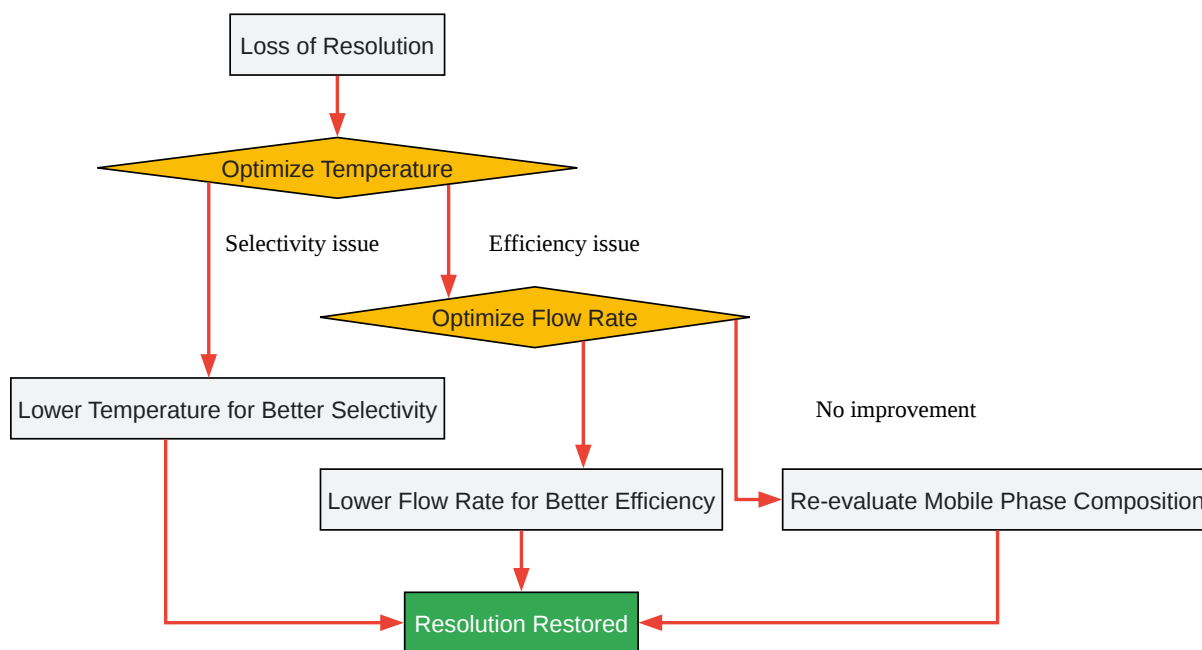 Loss of Resolution
Optimize Temperature
Selectivity issue
Efficiency issue
Optimize Flow Rate
Lower Temperature for Better Selectivity
No improvement
Lower Flow Rate for Better Efficiency
Re-evaluate Mobile Phase Composition
Resolution Restored